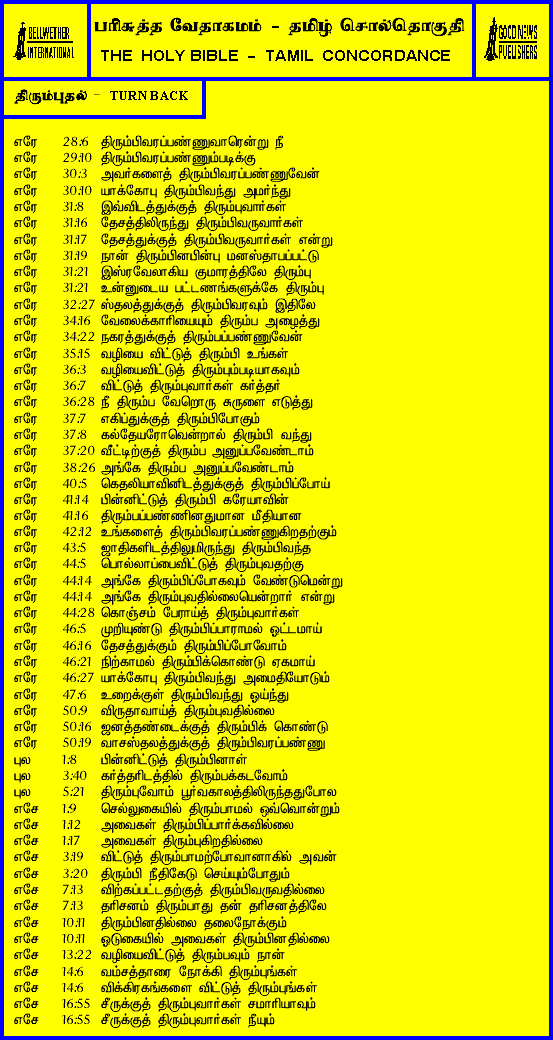 BELLWETHER INTERNATIONAL
பரிசுத்த வேதாகமம் - தமிழ் சொல்தொகுதி
THE HOLY BIBLE - TAMIL CONCORDANCE
GOOD NEWS PUBLISHERS
திரும்புதல் - TURN BACK
எரே 28:6 திரும்பிவரப்பண்ணுவாரென்று நீ
எரே 29:10 திரும்பிவரப்பண்ணும்படிக்கு
எரே 30:3 அவர்களைத் திரும்பிவரப்பண்ணுவேன்
எரே 30:10 யாக்கோபு திரும்பிவந்து அமர்ந்து
எரே 31:8 இவ்விடத்துக்குத் திரும்புவார்கள்
எரே 31:16 தேசத்திலிருந்து திரும்பிவருவார்கள்
எரே 31:17 தேசத்துக்குத் திரும்பிவருவார்கள் என்று
எரே 31:19 நான் திரும்பினபின்பு மனஸ்தாபப்பட்டு
எரே 31:21 இஸ்ரவேலாகிய குமாரத்திலே திரும்பு
எரே 31:21 உன்னுடைய பட்டணங்களுக்கே திரும்பு
எரே 32:27 ஸ்தலத்துக்குத் திரும்பிவரவும் இதிலே
எரே 34:16 வேலைக்காரியையும் திரும்ப அழைத்து
எரே 34:22 நகரத்துக்குத் திரும்பப்பண்ணுவேன்
எரே 35:15 வழியை விட்டுத் திரும்பி உங்கள்
எரே 36:3 வழியைவிட்டுத் திரும்பும்படியாகவும்
எரே 36:7 விட்டுத் திரும்புவார்கள் கர்த்தர்
எரே 36:28 நீ திரும்ப வேறொரு சுருளை எடுத்து
எரே 37:7 எகிப்துக்குத் திரும்பிபோகும்
எரே 37:8 கல்தேயரோவென்றால் திரும்பி வந்து
எரே 37:20 வீட்டிற்குத் திரும்ப அனுப்பவேண்டாம்
எரே 38:26 அங்கே திரும்ப அனுப்பவேண்டாம்
எரே 40:5 கெதலியாவினிடத்துக்குத் திரும்பிப்போய்
எரே 41:14 பின்னிட்டுத் திரும்பி கரேயாவின்
எரே 41:16 திரும்பப்பண்ணினதுமான மீதியான
எரே 42:12 உங்களைத் திரும்பிவரப்பண்ணுகிறதற்கும்
எரே 43:5 ஜாதிகளிடத்திலுமிருந்து திரும்பிவந்த
எரே 44:5 பொல்லாப்பைவிட்டுத் திரும்புவதற்கு
எரே 44:14 அங்கே திரும்பிப்போகவும் வேண்டுமென்று
எரே 44:14 அங்கே திரும்புவதில்லையென்றார் என்று
எரே 44:28 கொஞ்சம் பேராய்த் திரும்புவார்கள்
எரே 46:5 முறியுண்டு திரும்பிப்பாராமல் ஓட்டமாய்
எரே 46:16 தேசத்துக்கும் திரும்பிப்போவோம்
எரே 46:21 நிற்காமல் திரும்பிக்கொண்டு ஏகமாய்
எரே 46:27 யாக்கோபு திரும்பிவந்து அமைதியோடும்
எரே 47:6 உறைக்குள் திரும்பிவந்து ஓய்ந்து
எரே 50:9 விருதாவாய்த் திரும்புவதில்லை
எரே 50:16 ஜனத்தண்டைக்குத் திரும்பிக் கொண்டு
எரே 50:19 வாசஸ்தலத்துக்குத் திரும்பிவரப்பண்ணு
புல 1:8 பின்னிட்டுத் திரும்பினாள்
புல 3:40 கர்த்தரிடத்தில் திரும்பக்கடவோம்
புல 5:21 திரும்புவோம் பூர்வகாலத்திலிருந்ததுபோல
எசே 1:9 செல்லுகையில் திரும்பாமல் ஒவ்வொன்றும்
எசே 1:12 அவைகள் திரும்பிப்பார்க்கவில்லை
எசே 1:17 அவைகள் திரும்புகிறதில்லை
எசே 3:19 விட்டுத் திரும்பாமற்போவானாகில் அவன்
எசே 3:20 திரும்பி நீதிகேடு செய்யும்போதும்
எசே 7:13 விற்கப்பட்டதற்குத் திரும்பிவருவதில்லை
எசே 7:13 தரிசனம் திரும்பாது தன் தரிசனத்திலே
எசே 10:11 திரும்பினதில்லை தலைநோக்கும்
எசே 10:11 ஓடுகையில் அவைகள் திரும்பினதில்லை
எசே 13:22 வழியைவிட்டுத் திரும்பவும் நான்
எசே 14:6 வம்சத்தாரை நோக்கி திரும்புங்கள்
எசே 14:6 விக்கிரகங்களை விட்டுத் திரும்புங்கள்
எசே 16:55 சீருக்குத் திரும்புவார்கள் சமாரியாவும்
எசே 16:55 சீருக்குத் திரும்புவார்கள் நீயும்